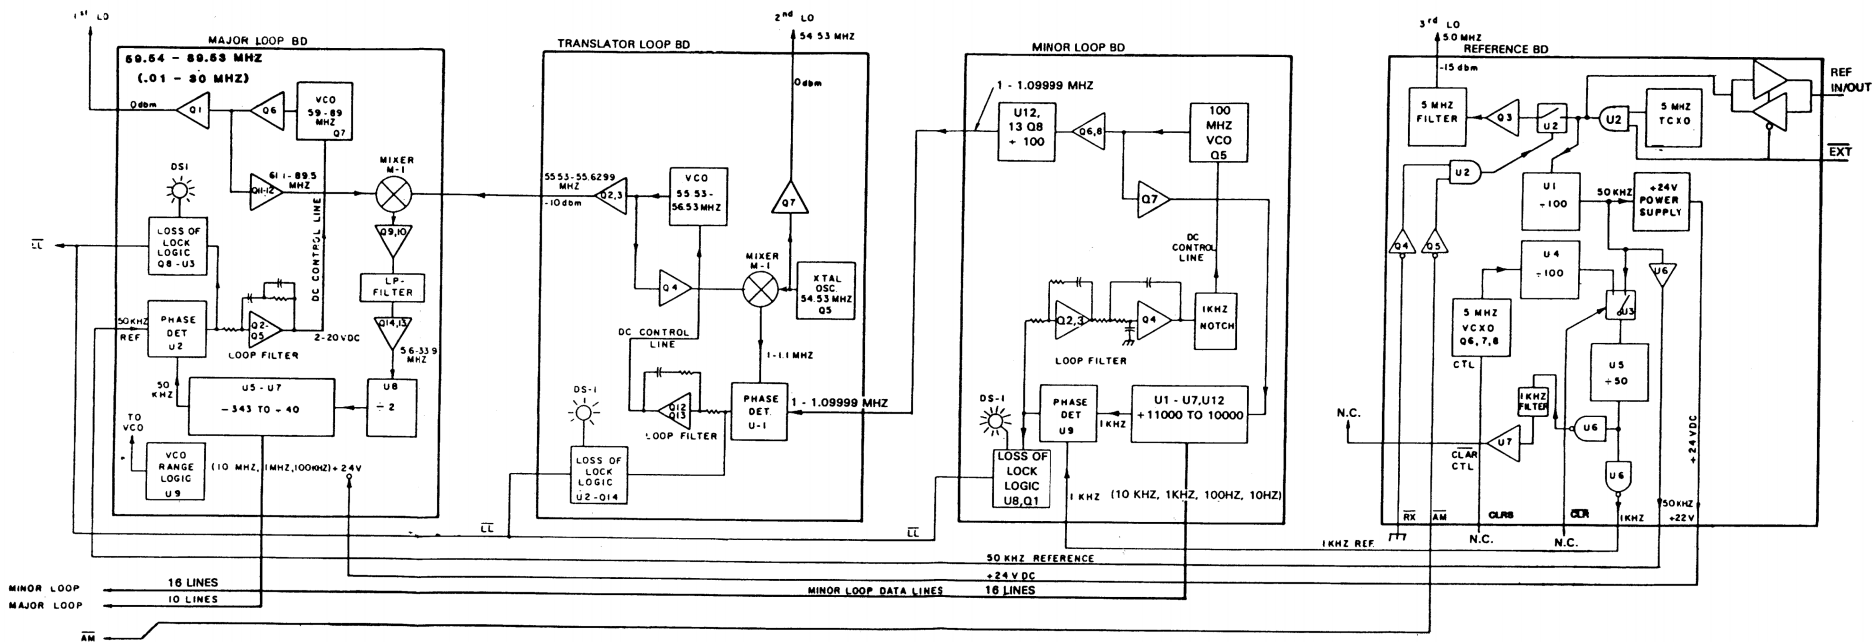 1st LO
MAJOR LOOP BD
59.54 - 89.53 MHZ
(.01 - 30 MHZ)
0dbm
Q1
Q6
VCO
59-89
MHZ
Q7
DS1
Q11-12
61.1-89.5
MHZ
MIXER
M-1
LOSS OF
LOCK
LOGIC
Q8-U3
LL
Q9,10
LP-
FILTER
Q14,13
5.6-33.9
MHZ
DC CONTROL LINE
50KHZ
REF
PHASE
DET
U2
Q2-
Q5
2-20VDC
LOOP FILTER
50
KHZ
U5 - U7
-343 TO ÷ 40
U8
÷ 2
TO
VCO
VCO
RANGE
LOGIC
U9
(10 MHZ, 1MHZ,100KHZ)
+ 24V
2nd LO
54.53 MHZ
TRANSLATOR LOOP BD
0dbm
55.53-55.6299
MHZ
-10dbm
Q2,3
VCO
55.53-
56.53MHZ
Q7
Q4
MIXER
M-1
XTAL
OSC.
54.53MHZ
Q5
DC CONTROL
LINE
1-1.1MHZ
DS-1
Q12
Q13
LOOP FILTER
PHASE
DET.
U-1
1 - 1.09999 MHZ
LOSS OF
LOCK
LOGIC
U2-Q14
LL
MINOR LOOP BD
1 - 1.09999 MHZ
U12,
13 Q8
÷ 100
Q6,8
100
MHZ
VCO
Q5
Q7
DC
CONTROL
LINE
Q2,3
Q4
1KHZ
NOTCH
LOOP FILTER
DS-1
PHASE
DET
U9
1KHZ
U1 - U7,U12
÷11000 TO 10000
LOSS OF
LOCK
LOGIC
U8,Q1
1 KHZ
(10 KHZ, 1KHZ, 100HZ, 10HZ)
LL
3rd LO
5.0 MHZ
REFERENCE BD
-15 dbm
5 MHZ
FILTER
Q3
U2
U2
5 MHZ
TCXO
REF
IN/OUT
EXT
U2
U1
÷100
50KHZ
+24V
POWER
SUPPLY
Q4
Q5
U4
÷100
U6
5 MHZ
VCXO
Q6,7,8
CTL
U3
U5
÷50
N.C.
1KHZ
FILTER
U7
U6
CLAR
CTL
U6
+24VDC
RX
AM
CLRS
CLR
1KHZ
50KHZ
+22V
N.C.
N.C.
1KHZ REF.
50 KHZ REFERENCE
+24VDC
MINOR LOOP
16 LINES
MINOR LOOP DATA LINES
16 LINES
MAJOR LOOP
10 LINES
AM